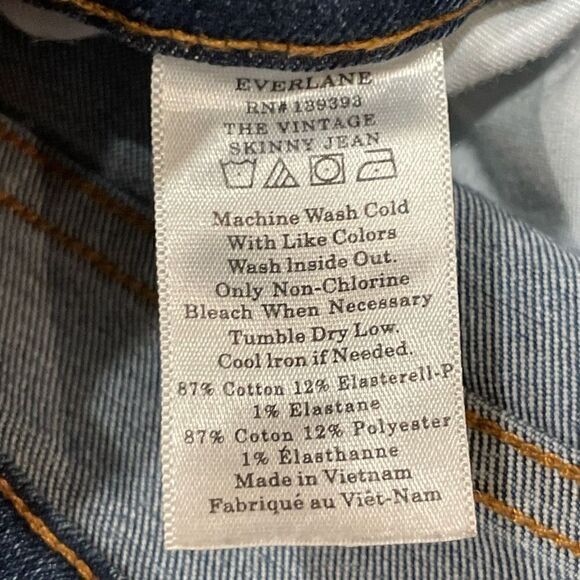 EVERLANE
RN# 139393
THE VINTAGE
SKINNY JEAN
Machine Wash Cold
With Like Colors
Wash Inside Out.
Only Non-Chlorine
Bleach When Necessary
Tumble Dry Low.
Cool Iron if Needed.
87% Cotton 12% Elasterell-P
1% Elastane
87% Coton 12% Polyester
1% Élasthanne
Made in Vietnam
Fabriqué au Viêt-Nam